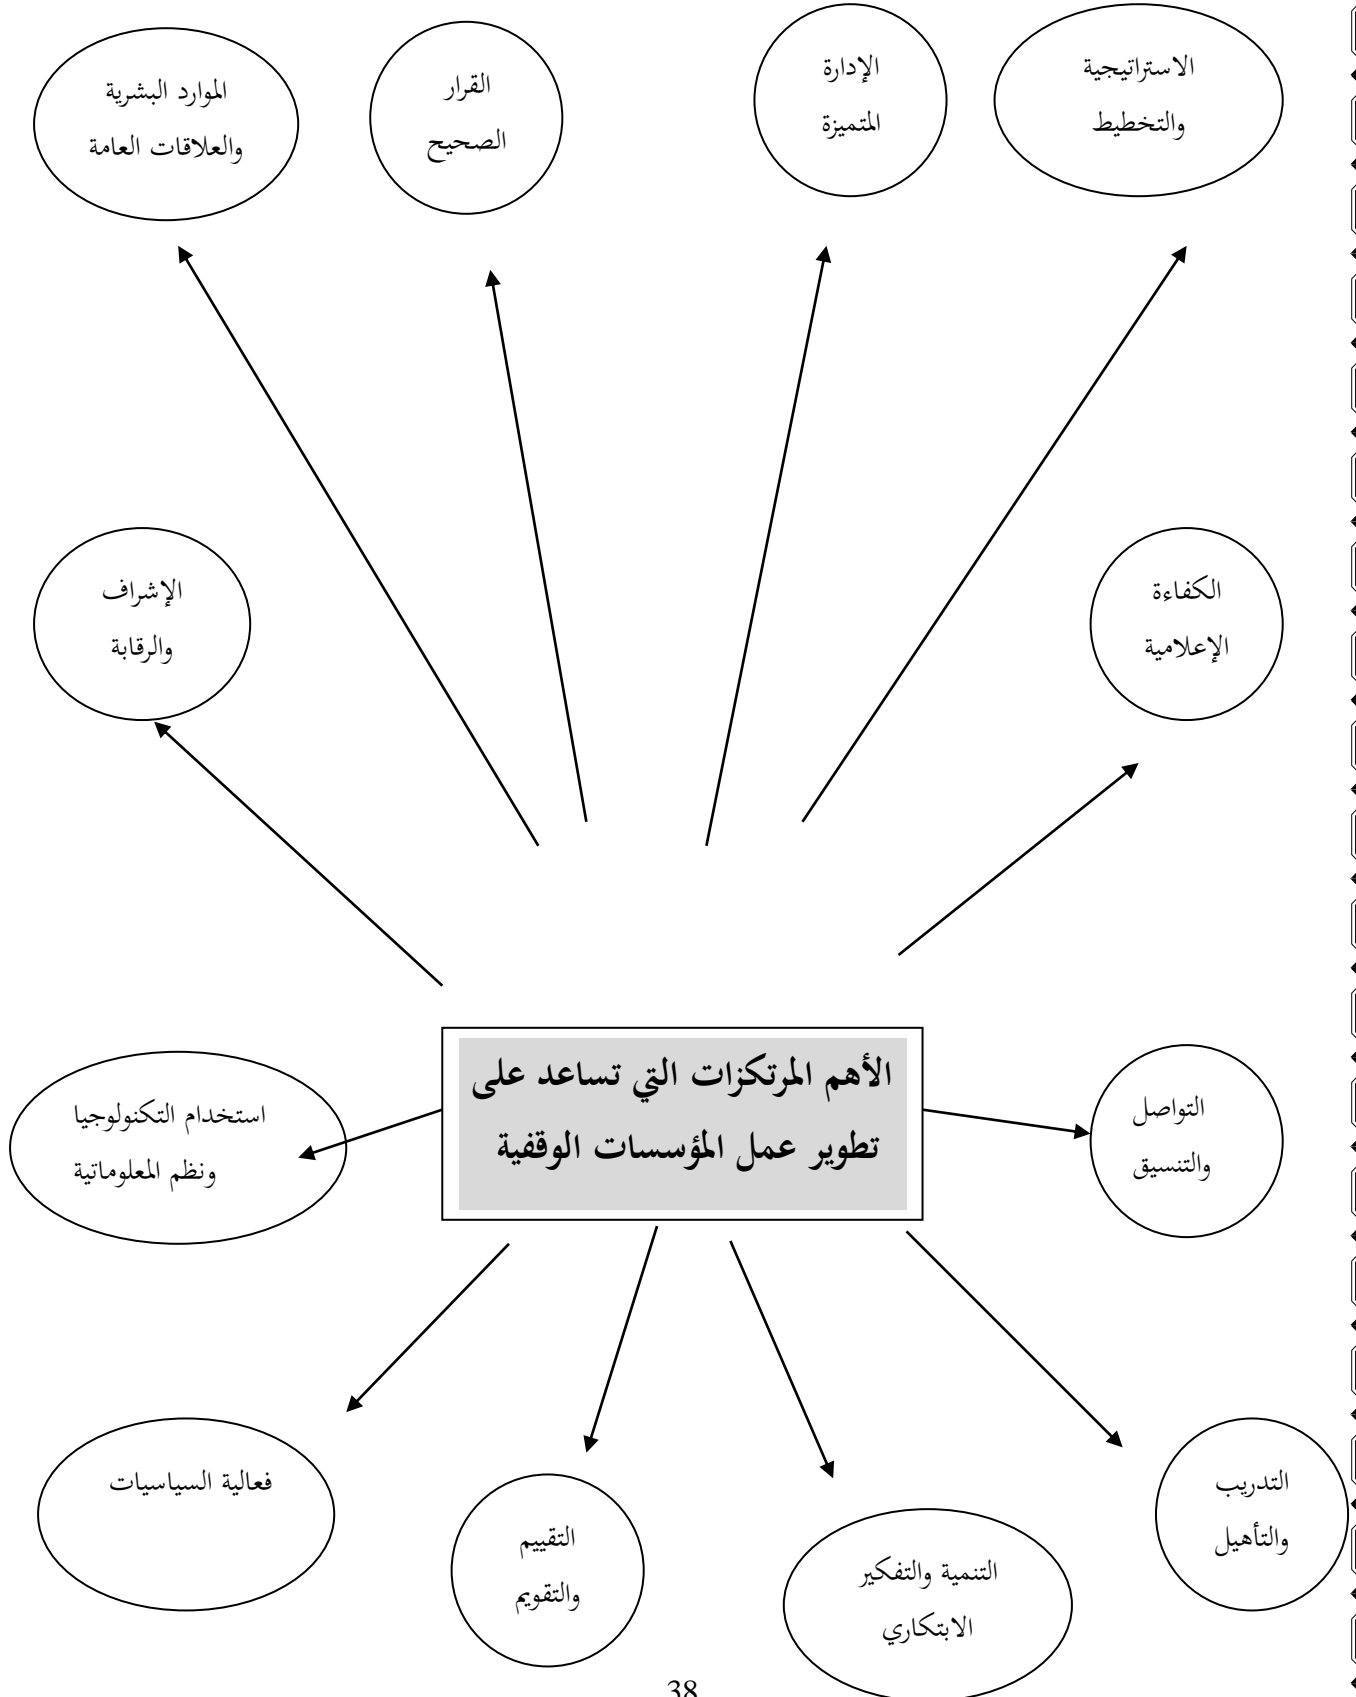 الاستراتيجية
والتخطيط
الإدارة
المتميزة
القرار
الصحيح
الموارد البشرية
والعلاقات العامة
الكفاءة
الإعلامية
الإشراف
والرقابة
الأهم المرتكزات التي تساعد على
تطوير عمل المؤسسات الوقفية
التواصل
والتنسيق
استخدام التكنولوجيا
ونظم المعلوماتية
التدريب
والتأهيل
التنمية والتفكير
الابتكاري
التقييم
والتقويم
فعالية السياسيات
38